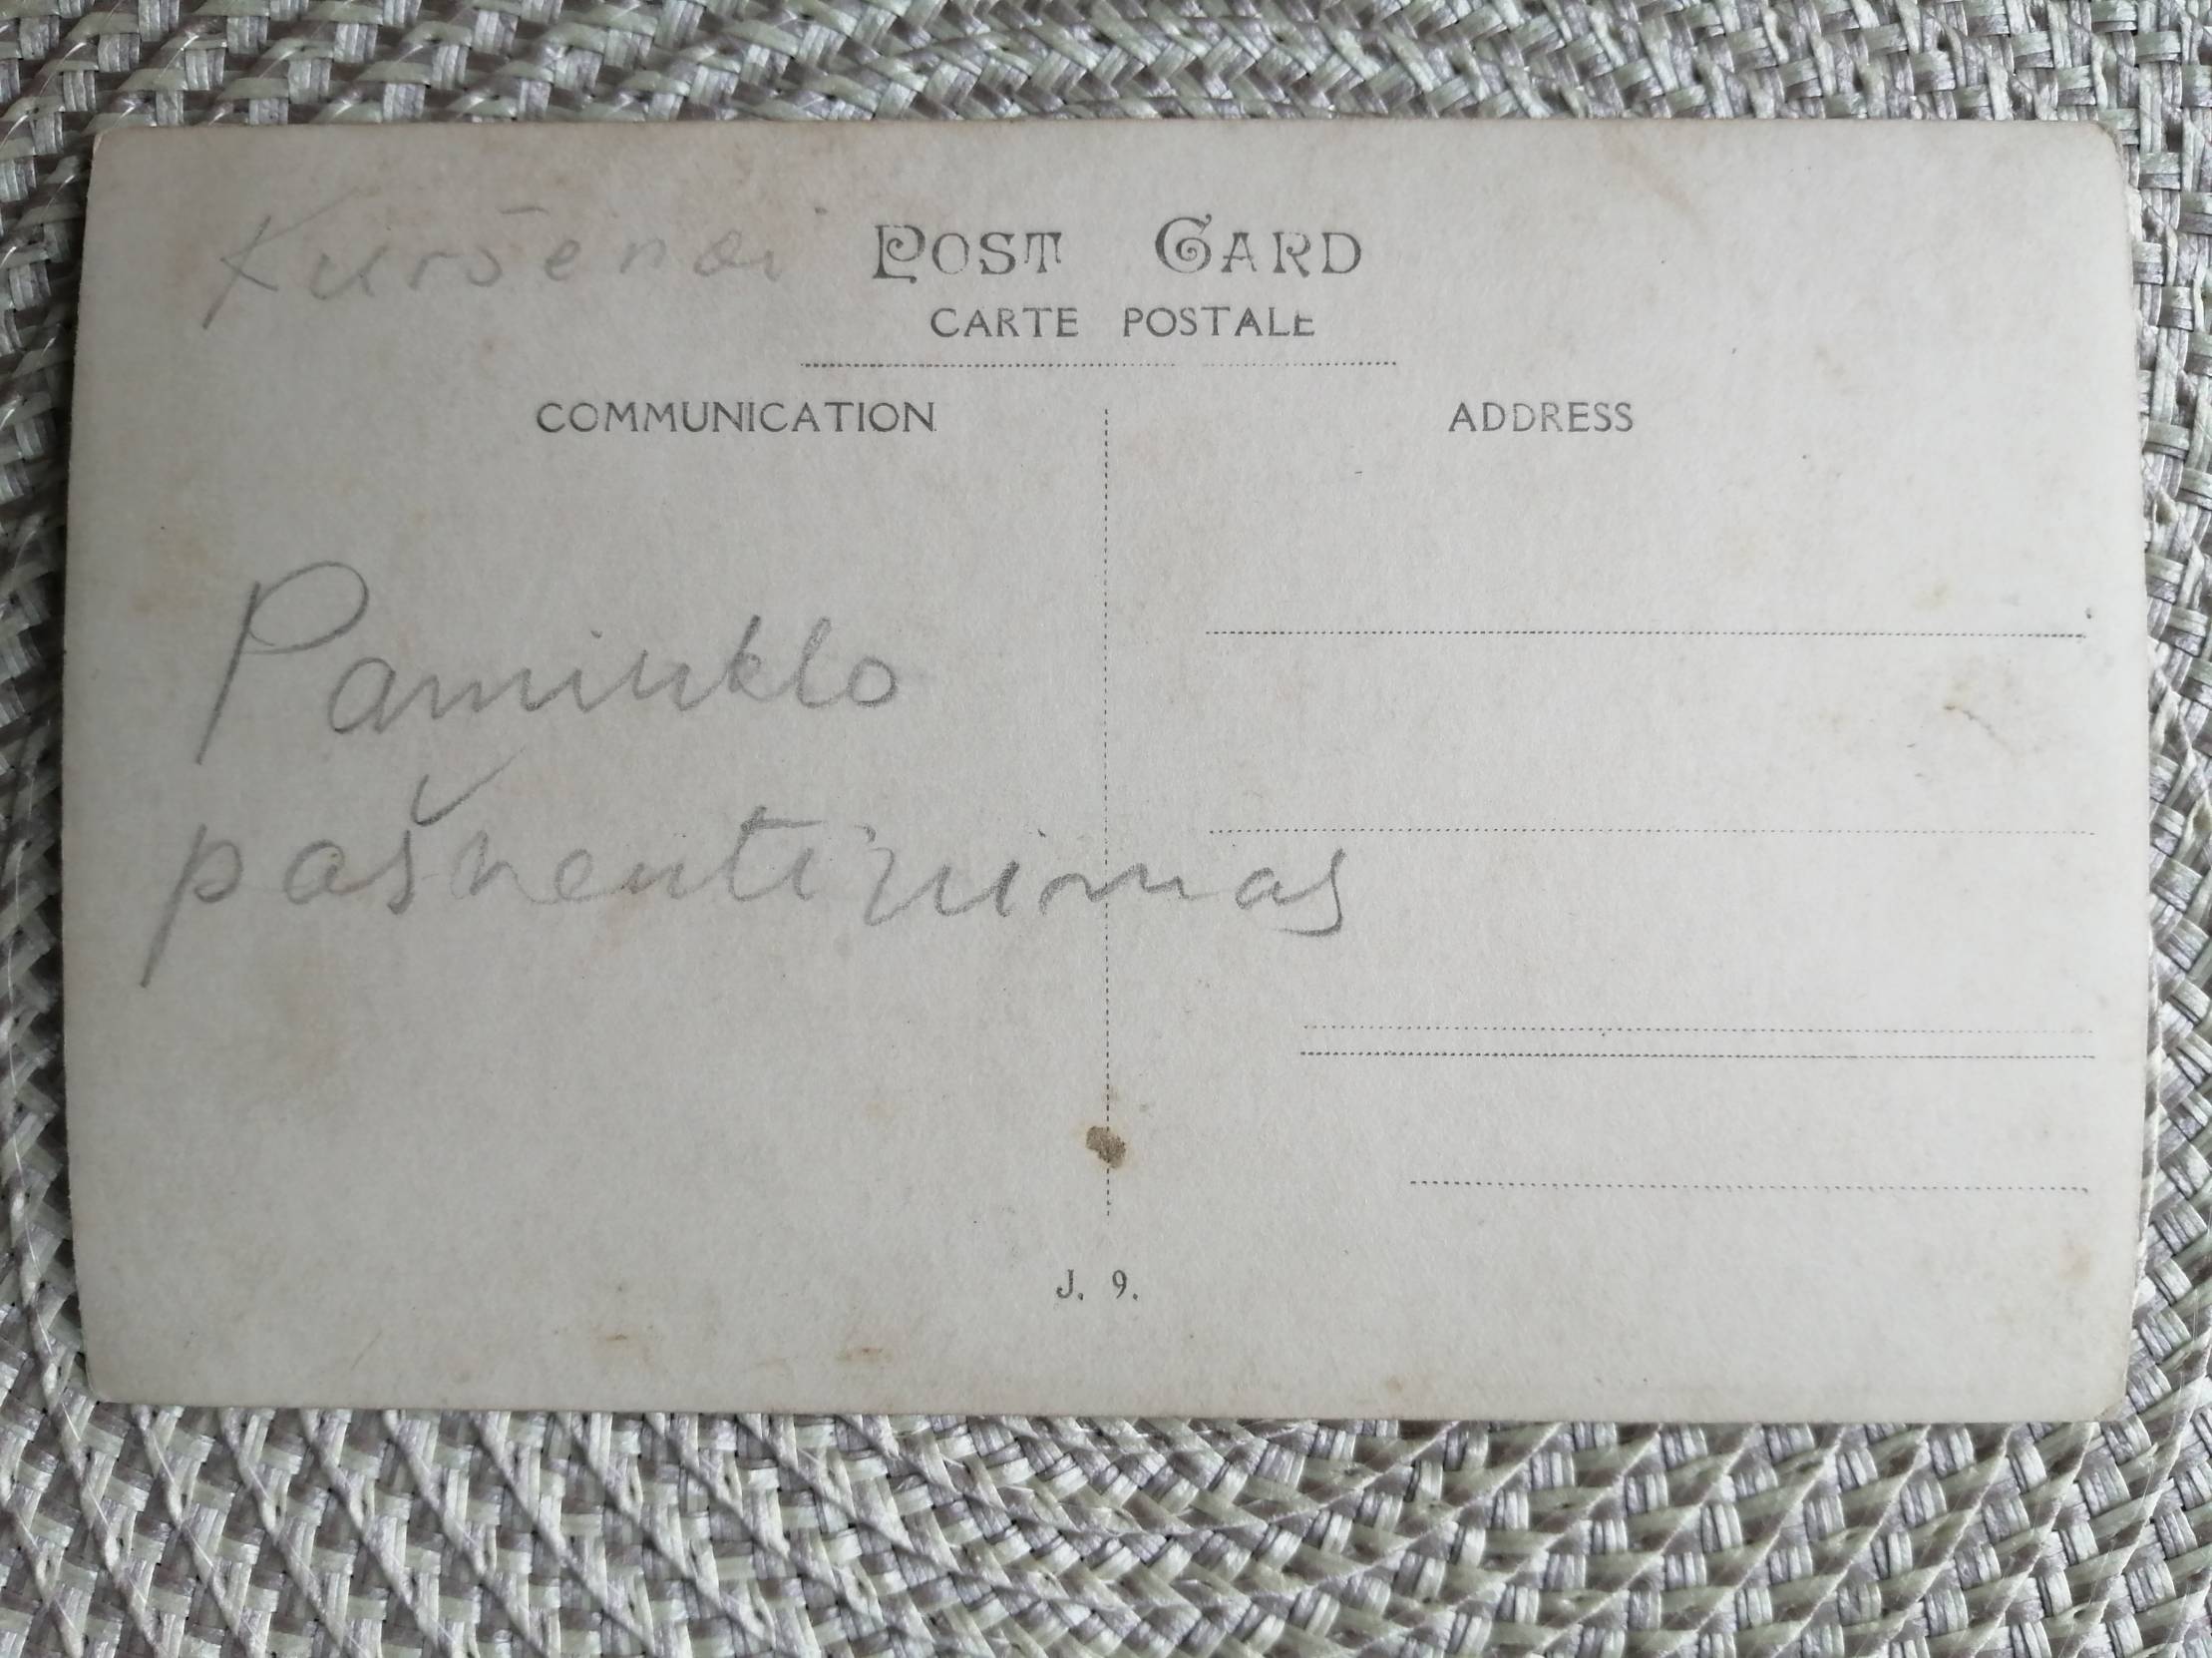 Kuršėnai
POST CARD
CARTE POSTALE
COMMUNICATION
ADDRESS
Paminklo
pašventinimas
J. 9.